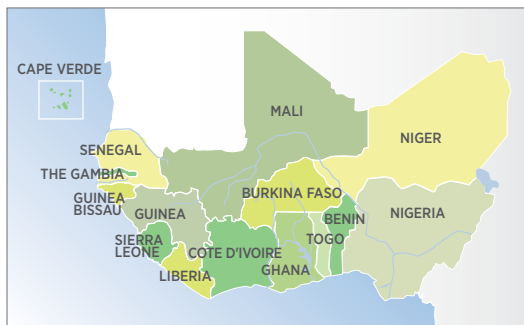 CAPE VERDE
MALI
NIGER
SENEGAL
THE GAMBIA
GUINEA
BISSAU
GUINEA
BURKINA FASO
BENIN
NIGERIA
SIERRA
LEONE
COTE D'IVOIRE
TOGO
GHANA
LIBERIA